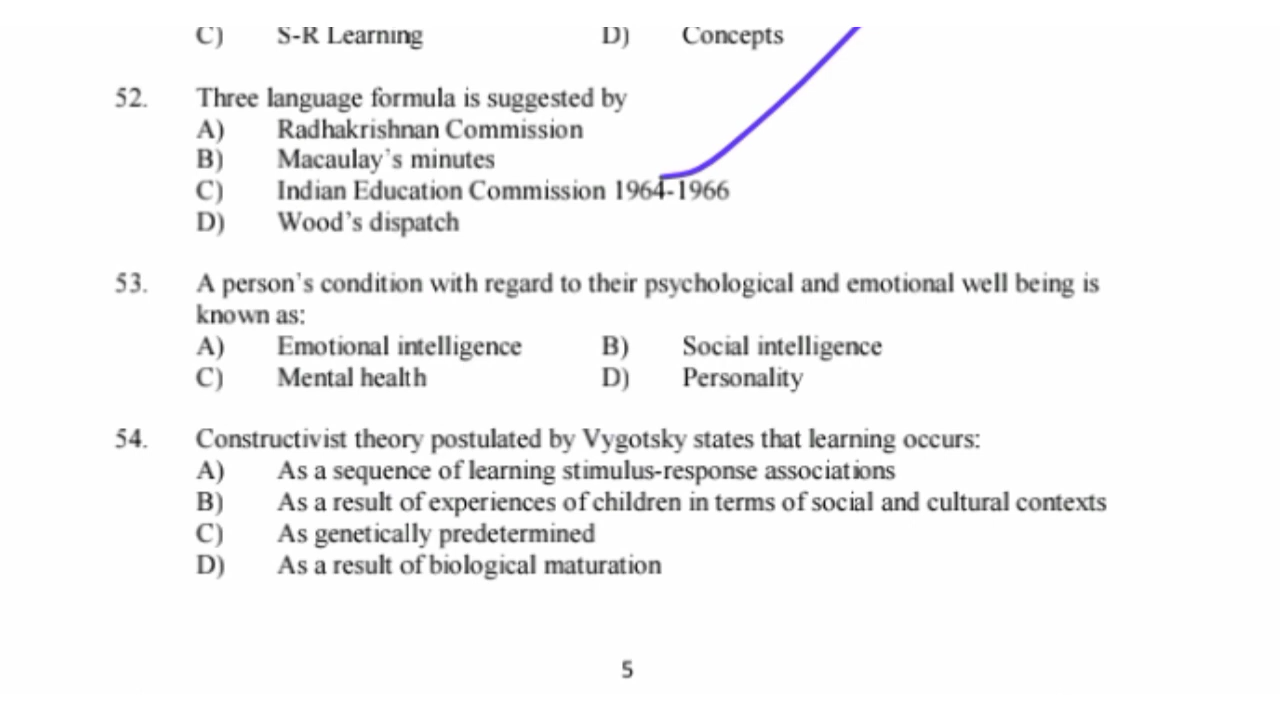 C) S-R Learning D) Concepts
52. Three language formula is suggested by
A) Radhakrishnan Commission
B) Macaulay's minutes
C) Indian Education Commission 1964-1966
D) Wood's dispatch
53. A person's condition with regard to their psychological and emotional well being is
known as:
A) Emotional intelligence B) Social intelligence
C) Mental health D) Personality
54. Constructivist theory postulated by Vygotsky states that learning occurs:
A) As a sequence of learning stimulus-response associations
B) As a result of experiences of children in terms of social and cultural contexts
C) As genetically predetermined
D) As a result of biological maturation
5